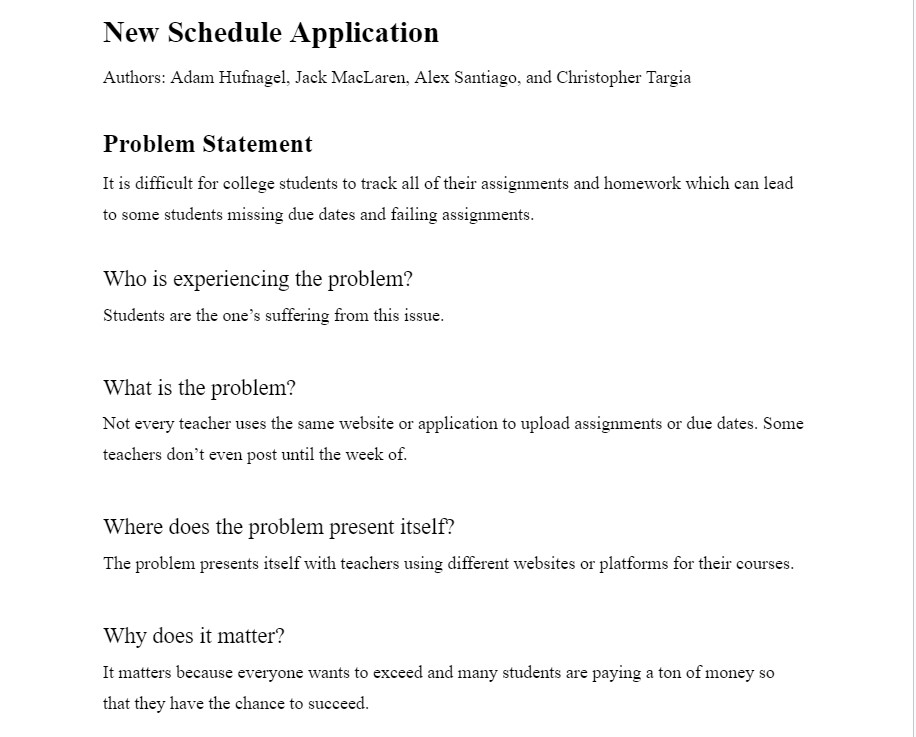 New Schedule Application
Authors: Adam Hufnagel, Jack MacLaren, Alex Santiago, and Christopher Targia
Problem Statement
It is difficult for college students to track all of their assignments and homework which can lead
to some students missing due dates and failing assignments.
Who is experiencing the problem?
Students are the one’s suffering from this issue.
What is the problem?
Not every teacher uses the same website or application to upload assignments or due dates. Some
teachers don’t even post until the week of.
Where does the problem present itself?
The problem presents itself with teachers using different websites or platforms for their courses.
Why does it matter?
It matters because everyone wants to exceed and many students are paying a ton of money so
that they have the chance to succeed.